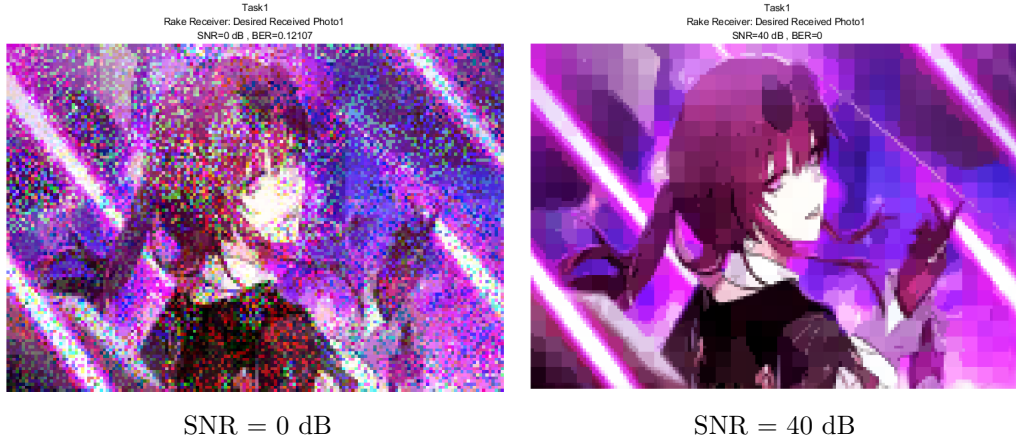 Task1
Rake Receiver: Desired Received Photo1
SNR=0 dB , BER=0.12107
Task1
Rake Receiver: Desired Received Photo1
SNR=40 dB , BER=0
SNR = 0 dB
SNR = 40 dB